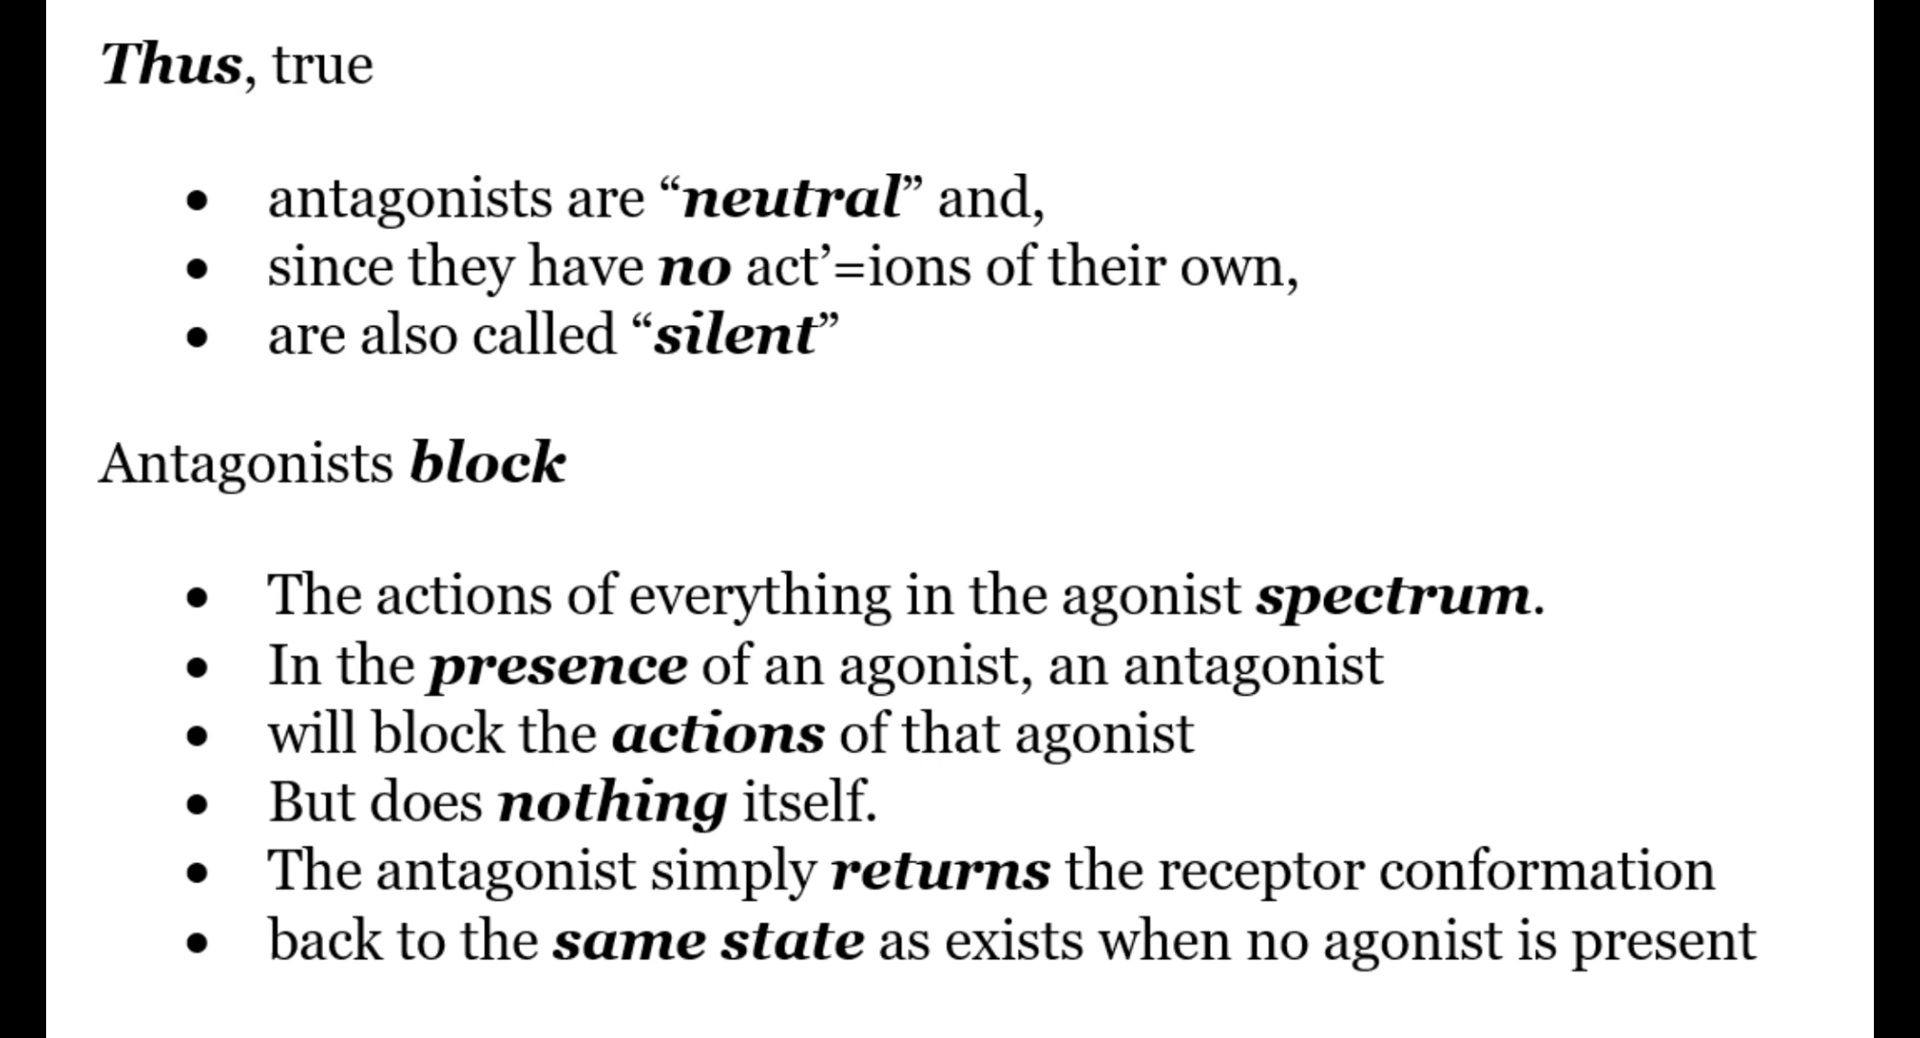 Thus, true
• antagonists are “neutral” and,
• since they have no act’=ions of their own,
• are also called “silent”
Antagonists block
• The actions of everything in the agonist spectrum.
• In the presence of an agonist, an antagonist
• will block the actions of that agonist
• But does nothing itself.
• The antagonist simply returns the receptor conformation
• back to the same state as exists when no agonist is present